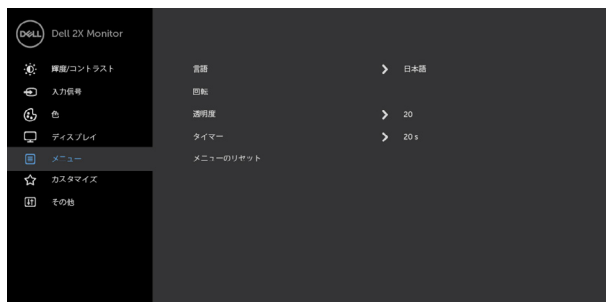 DELL
Dell 2X Monitor
輝度/コントラスト
入力信号
色
ディスプレイ
メニュー
カスタマイズ
その他
言語 日本語
回転
透明度 20
タイマー 20 s
メニューのリセット